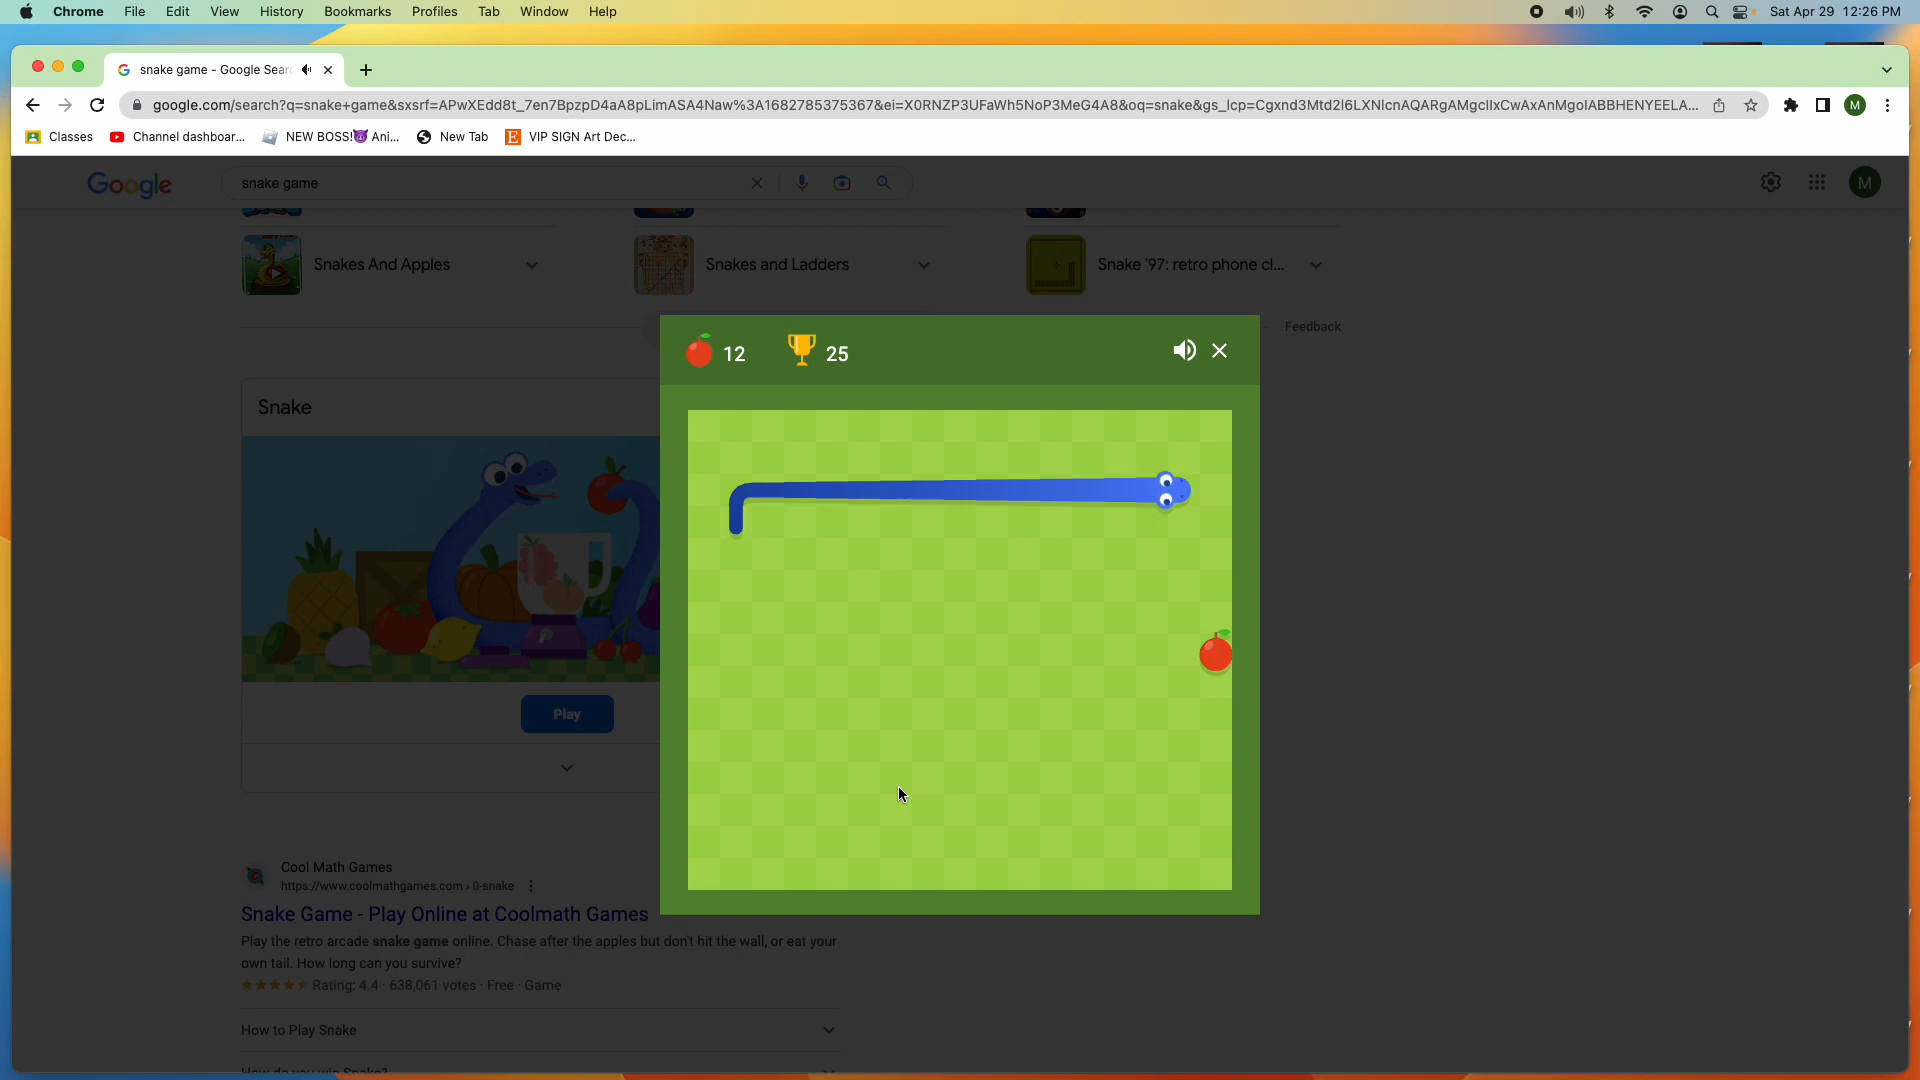 Chrome File Edit View History Bookmarks Profiles Tab Window Help Sat Apr 29 12:26 PM
snake game - Google Sear
google.com/search?q=snake+game&sxsrf=APwXEdd8t_7en7BpzpD4aA8pLimASA4Naw%3A1682785375367&ei=X0RNZP3UFaWh5NoP3MeG4A8&oq=snake&gs_lcp=Cgxnd3Mtd2l6LXNlcnAQARgAMgcIIxCwAxAnMgoIABBHENYEELA... M
Classes Channel dashboar... NEW BOSS!😈 Ani... New Tab VIP SIGN Art Dec...
Google snake game M
Snakes And Apples Snakes and Ladders Snake '97: retro phone cl...
Feedback
12 25
Snake
Play
Cool Math Games
https://www.coolmathgames.com › 0-snake
Snake Game - Play Online at Coolmath Games
Play the retro arcade snake game online. Chase after the apples but don't hit the wall, or eat your
own tail. How long can you survive?
Rating: 4.4 · 638,061 votes · Free · Game
How to Play Snake
How do you win Snake?